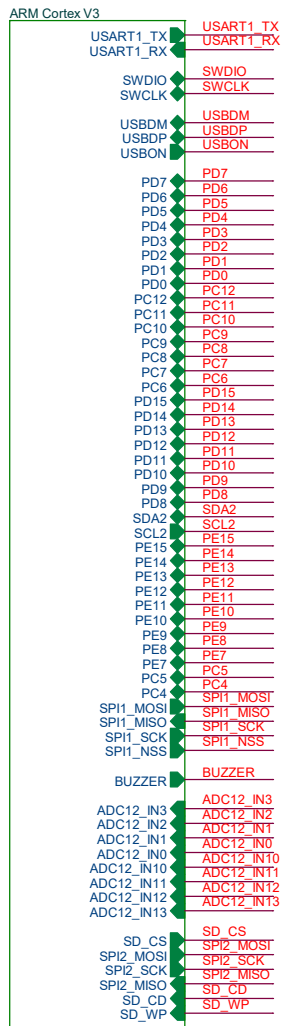 ARM Cortex V3
USART1_TX USART1_TX
USART1_RX USART1_RX
SWDIO SWDIO
SWCLK SWCLK
USBDM USBDM
USBDP USBDP
USBON USBON
PD7 PD7
PD6 PD6
PD5 PD5
PD4 PD4
PD3 PD3
PD2 PD2
PD1 PD1
PD0 PD0
PC12 PC12
PC11 PC11
PC10 PC10
PC9 PC9
PC8 PC8
PC7 PC7
PC6 PC6
PD15 PD15
PD14 PD14
PD13 PD13
PD12 PD12
PD11 PD11
PD10 PD10
PD9 PD9
PD8 PD8
SDA2 SDA2
SCL2 SCL2
PE15 PE15
PE14 PE14
PE13 PE13
PE12 PE12
PE11 PE11
PE10 PE10
PE9 PE9
PE8 PE8
PE7 PE7
PC5 PC5
PC4 PC4
SPI1_MOSI SPI1_MOSI
SPI1_MISO SPI1_MISO
SPI1_SCK SPI1_SCK
SPI1_NSS SPI1_NSS
BUZZER BUZZER
ADC12_IN3 ADC12_IN3
ADC12_IN2 ADC12_IN2
ADC12_IN1 ADC12_IN1
ADC12_IN0 ADC12_IN0
ADC12_IN10 ADC12_IN10
ADC12_IN11 ADC12_IN11
ADC12_IN12 ADC12_IN12
ADC12_IN13 ADC12_IN13
SD_CS SD_CS
SPI2_MOSI SPI2_MOSI
SPI2_SCK SPI2_SCK
SPI2_MISO SPI2_MISO
SD_CD SD_CD
SD_WP SD_WP